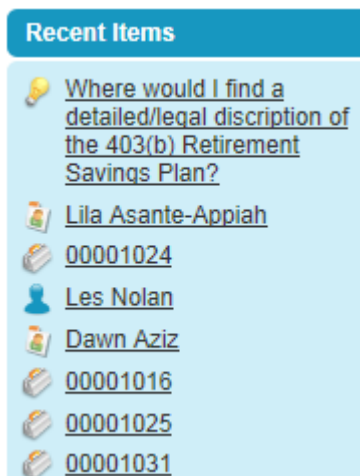 Recent Items
Where would I find a
detailed/legal discription of
the 403(b) Retirement
Savings Plan?
Lila Asante-Appiah
00001024
Les Nolan
Dawn Aziz
00001016
00001025
00001031